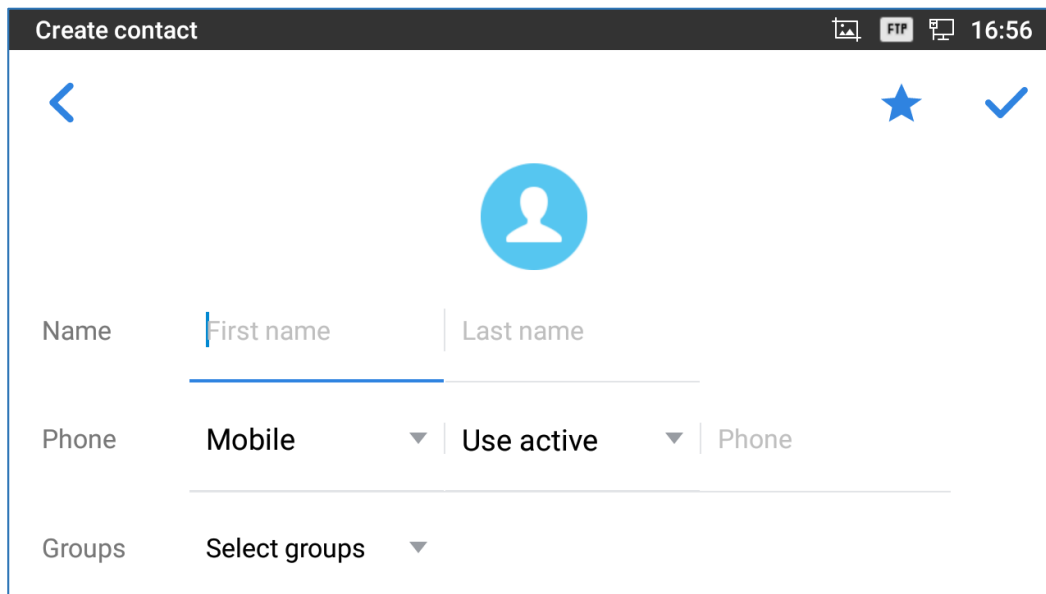 Create contact FTP 16:56
Name First name Last name
Phone Mobile Use active Phone
Groups Select groups